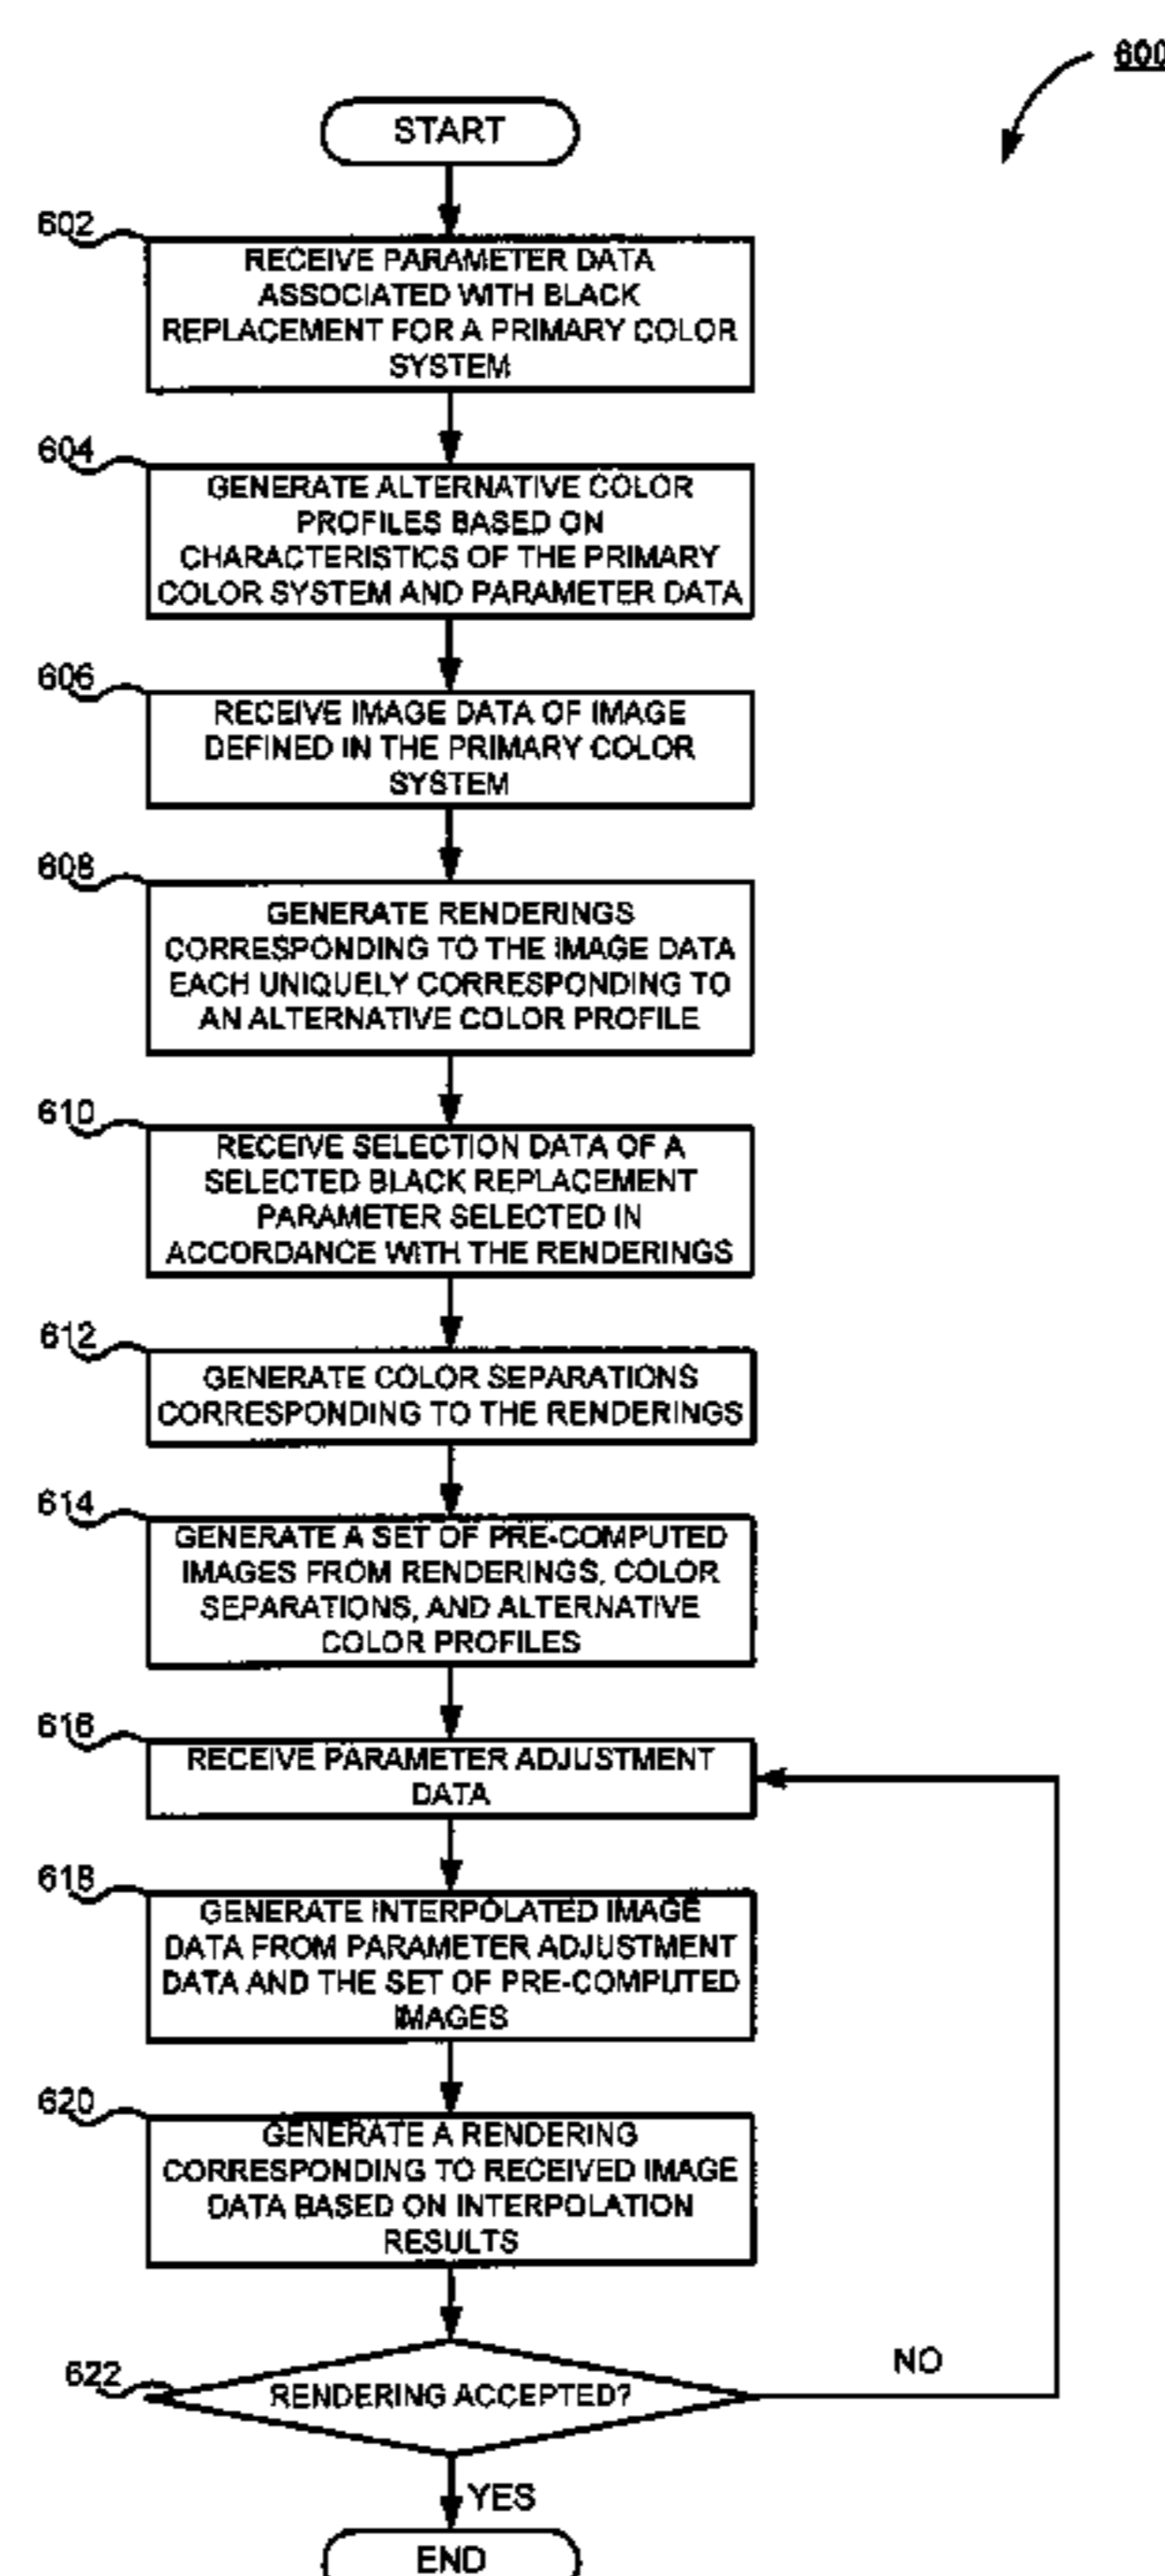 600
START
602
RECEIVE PARAMETER DATA
ASSOCIATED WITH BLACK
REPLACEMENT FOR A PRIMARY COLOR
SYSTEM
604
GENERATE ALTERNATIVE COLOR
PROFILES BASED ON
CHARACTERISTICS OF THE PRIMARY
COLOR SYSTEM AND PARAMETER DATA
606
RECEIVE IMAGE DATA OF IMAGE
DEFINED IN THE PRIMARY COLOR
SYSTEM
608
GENERATE RENDERINGS
CORRESPONDING TO THE IMAGE DATA
EACH UNIQUELY CORRESPONDING TO
AN ALTERNATIVE COLOR PROFILE
610
RECEIVE SELECTION DATA OF A
SELECTED BLACK REPLACEMENT
PARAMETER SELECTED IN
ACCORDANCE WITH THE RENDERINGS
612
GENERATE COLOR SEPARATIONS
CORRESPONDING TO THE RENDERINGS
614
GENERATE A SET OF PRE-COMPUTED
IMAGES FROM RENDERINGS, COLOR
SEPARATIONS, AND ALTERNATIVE
COLOR PROFILES
616
RECEIVE PARAMETER ADJUSTMENT
DATA
618
GENERATE INTERPOLATED IMAGE
DATA FROM PARAMETER ADJUSTMENT
DATA AND THE SET OF PRE-COMPUTED
IMAGES
620
GENERATE A RENDERING
CORRESPONDING TO RECEIVED IMAGE
DATA BASED ON INTERPOLATION
RESULTS
622
RENDERING ACCEPTED?
NO
YES
END